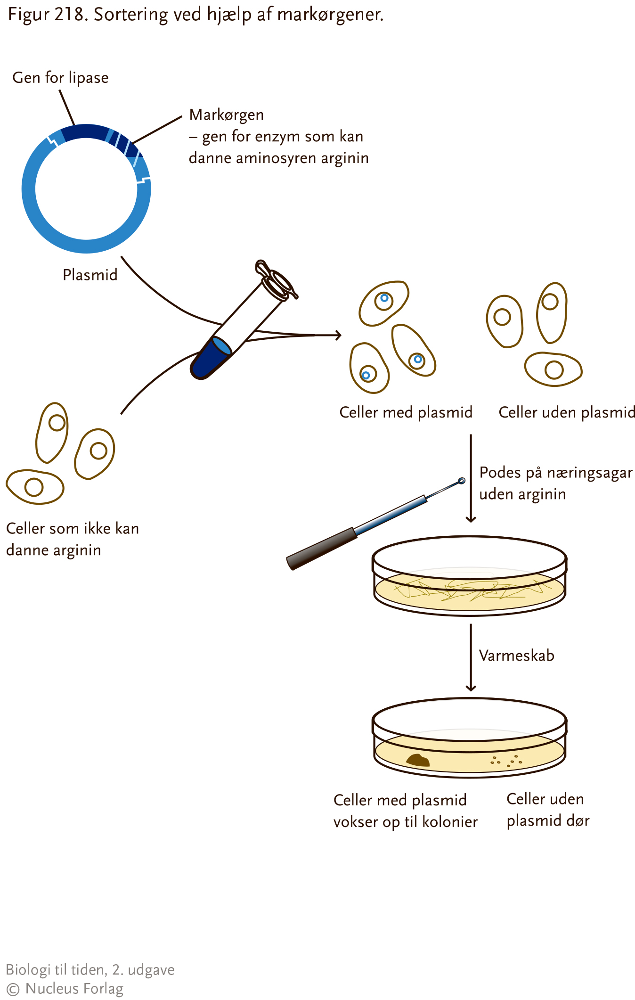 Figur 218. Sortering ved hjælp af markørgener.
Gen for lipase
Markørgen
– gen for enzym som kan
danne aminosyren arginin
Plasmid
Celler med plasmid
Celler uden plasmid
Podes på næringsagar
uden arginin
Celler som ikke kan
danne arginin
Varmeskab
Celler med plasmid
vokser op til kolonier
Celler uden
plasmid dør
Biologi til tiden, 2. udgave
© Nucleus Forlag